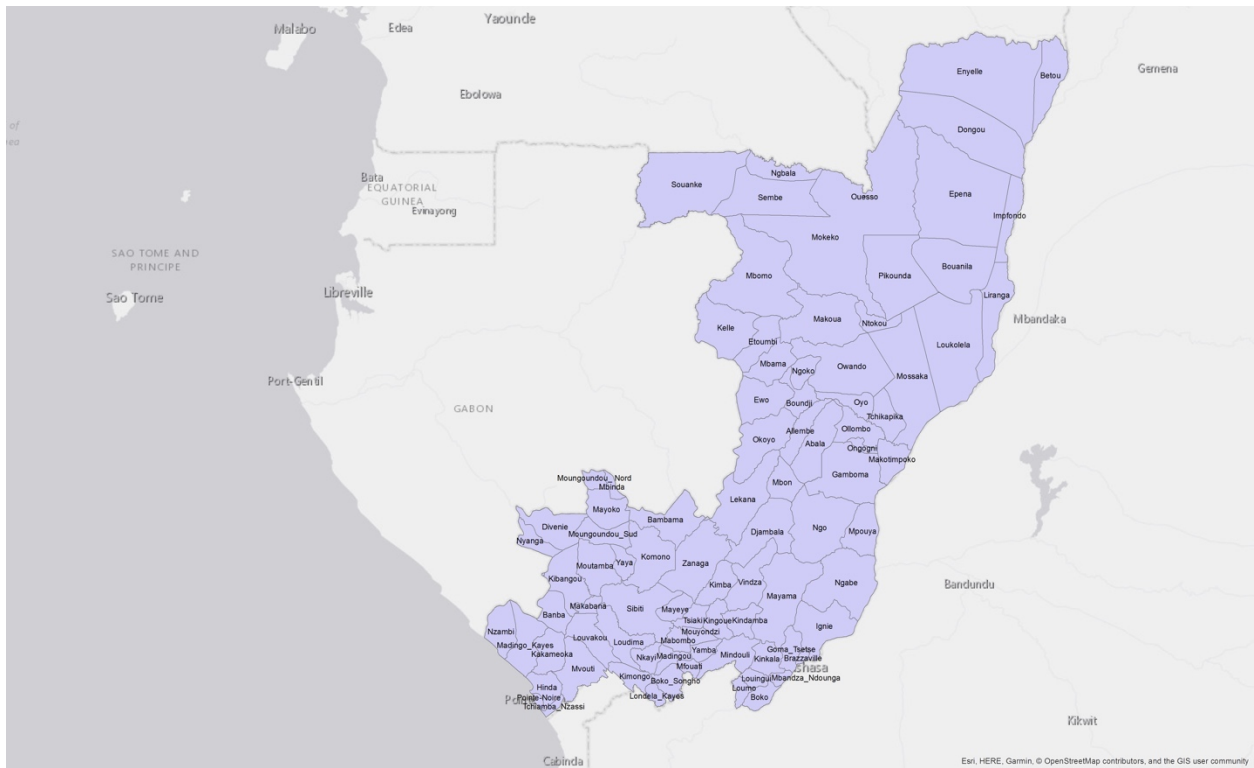 Malabo
Edea
Yaounde
Ebolowa
Gemena
Enyelle
Betou
Dongou
of
ea
Bata
EQUATORIAL
GUINEA
Evinayong
Souanke
Ngbala
Sembe
Ouesso
Epena
Impfondo
Mokeko
SAO TOME AND
PRINCIPE
Sao Tome
Libreville
Mbomo
Pikounda
Bouanila
Liranga
Mbandaka
Kelle
Makoua
Ntokou
Etoumbi
Loukolela
Mbama
Ngoko
Owando
Mossaka
Port-Gentil
GABON
Ewo
Boundji
Oyo
Tchikapika
Okoyo
Allembe
Abala
Ollombo
Ongogni
Makotimpoko
Gamboma
Moungoundou_Nord
Mbinda
Mbon
Lekana
Mayoko
Bambama
Divenie
Moungoundou_Sud
Nyanga
Djambala
Ngo
Mpouya
Komono
Zanaga
Moutamba
Yaya
Kibangou
Kimba
Vindza
Mayama
Ngabe
Bandundu
Banba
Makabana
Sibiti
Mayeye
Tsiaki
Kingoue
Kindamba
Ignie
Nzambi
Madingo_Kayes
Kakameoka
Louvakou
Loudima
Mouyondzi
Mabombo
Yamba
Mindouli
Goma_Tsetse
Kinkala
Brazzaville
shasa
Mvouti
Nkayi
Madingou
Mfouati
Kimongo
Boko_Songho
Louingui
Mbandza_Ndounga
Hinda
Londela_Kayes
Loumo
Boko
Pointe-Noire
Tchiamba_Nzassi
Kikwit
Cabinda
Esri, HERE, Garmin, © OpenStreetMap contributors, and the GIS user community